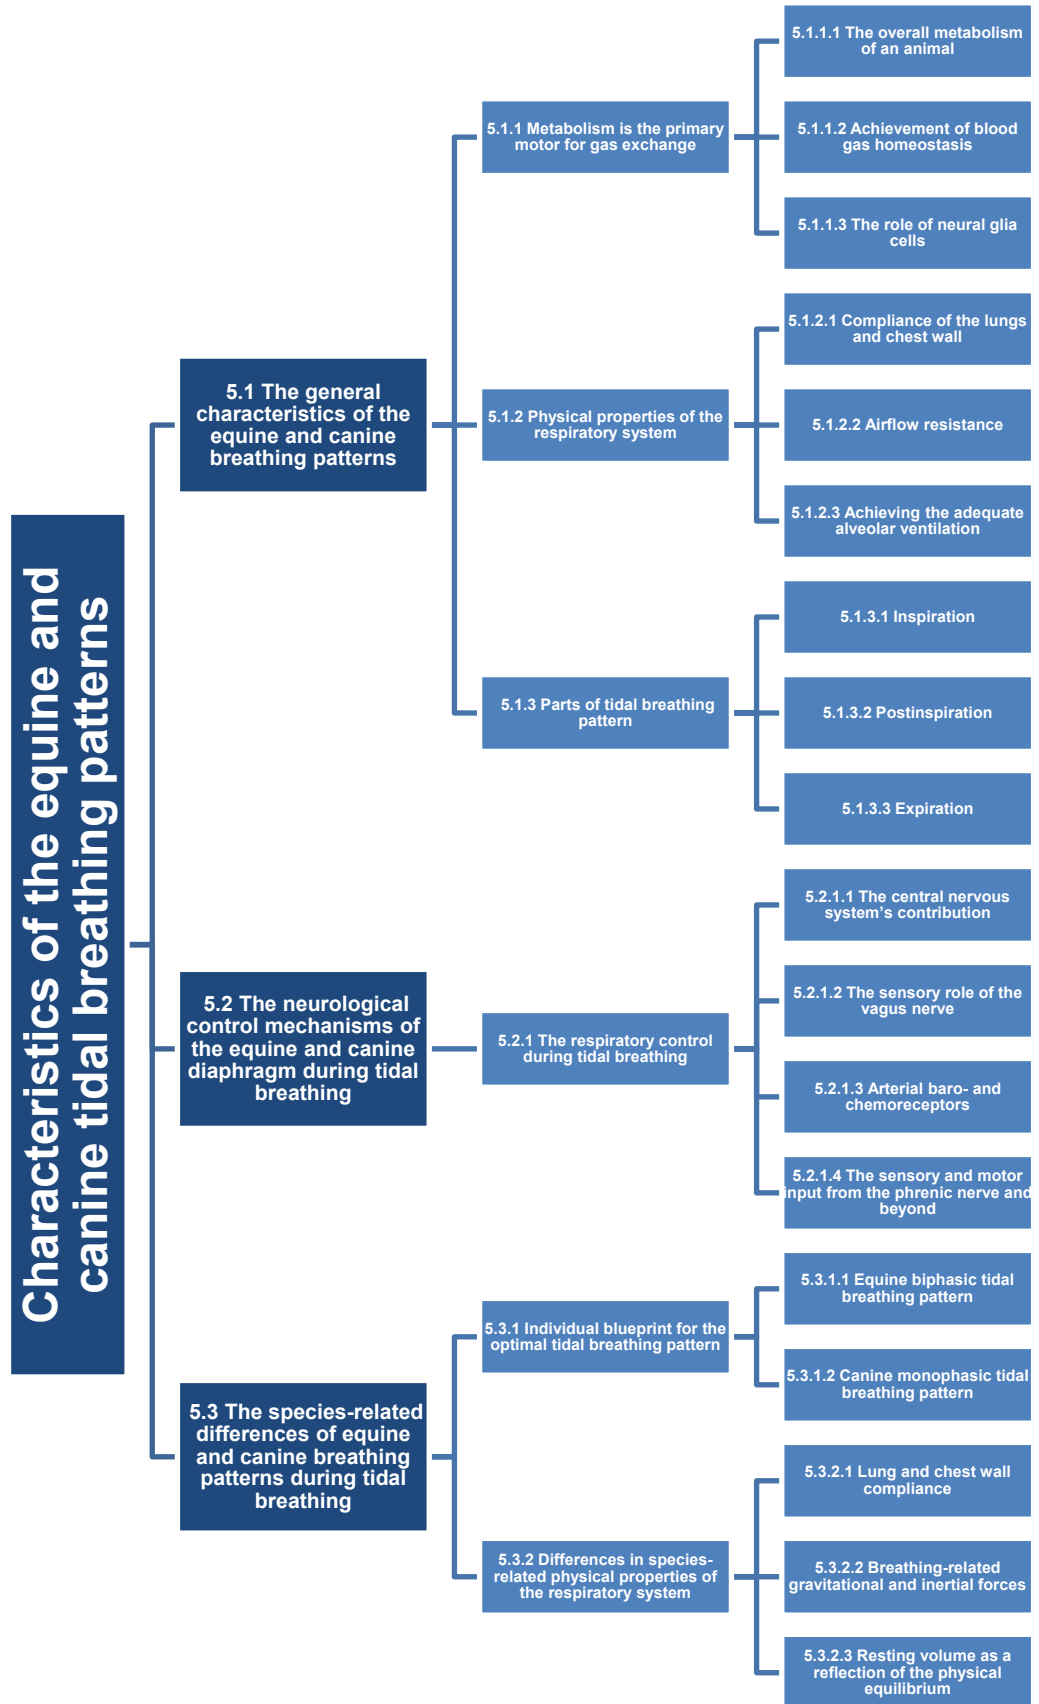 Characteristics of the equine and
canine tidal breathing patterns
5.1 The general
characteristics of the
equine and canine
breathing patterns
5.1.1 Metabolism is the primary
motor for gas exchange
5.1.1.1 The overall metabolism
of an animal
5.1.1.2 Achievement of blood
gas homeostasis
5.1.1.3 The role of neural glia
cells
5.1.2 Physical properties of the
respiratory system
5.1.2.1 Compliance of the lungs
and chest wall
5.1.2.2 Airflow resistance
5.1.2.3 Achieving the adequate
alveolar ventilation
5.1.3 Parts of tidal breathing
pattern
5.1.3.1 Inspiration
5.1.3.2 Postinspiration
5.1.3.3 Expiration
5.2 The neurological
control mechanisms of
the equine and canine
diaphragm during tidal
breathing
5.2.1 The respiratory control
during tidal breathing
5.2.1.1 The central nervous
system’s contribution
5.2.1.2 The sensory role of the
vagus nerve
5.2.1.3 Arterial baro- and
chemoreceptors
5.2.1.4 The sensory and motor
input from the phrenic nerve and
beyond
5.3 The species-related
differences of equine
and canine breathing
patterns during tidal
breathing
5.3.1 Individual blueprint for the
optimal tidal breathing pattern
5.3.1.1 Equine biphasic tidal
breathing pattern
5.3.1.2 Canine monophasic tidal
breathing pattern
5.3.2 Differences in species-
related physical properties of
the respiratory system
5.3.2.1 Lung and chest wall
compliance
5.3.2.2 Breathing-related
gravitational and inertial forces
5.3.2.3 Resting volume as a
reflection of the physical
equilibrium